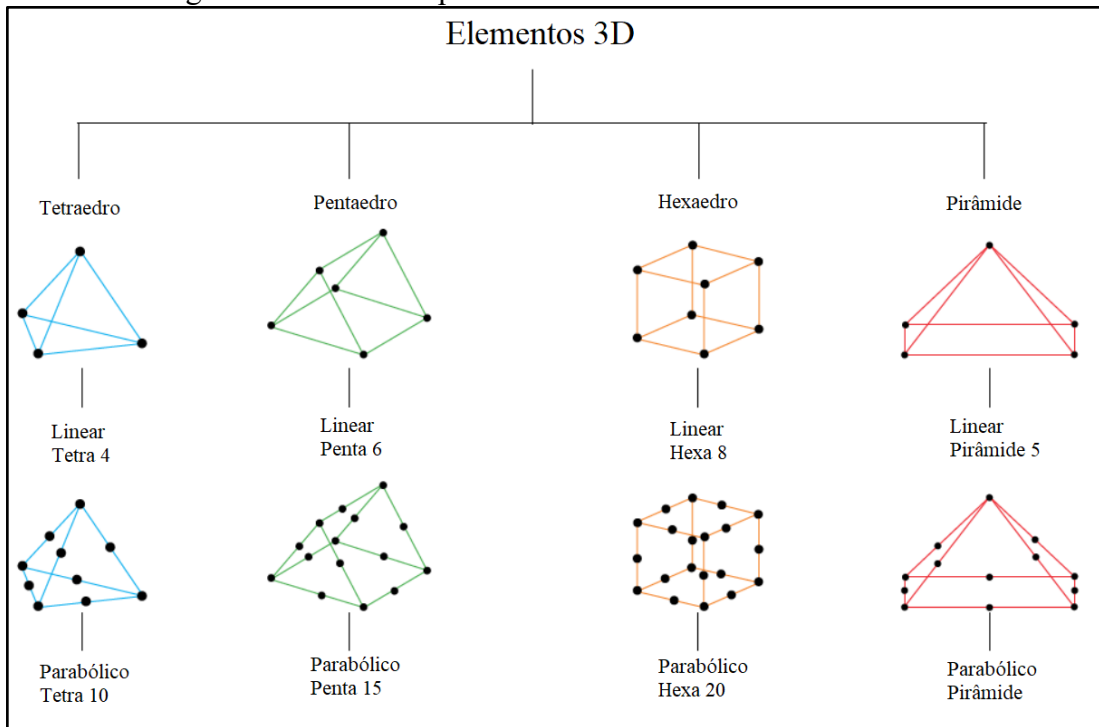 Elementos 3D
Tetraedro
Pentaedro
Hexaedro
Pirâmide
Linear
Tetra 4
Linear
Penta 6
Linear
Hexa 8
Linear
Pirâmide 5
Parabólico
Tetra 10
Parabólico
Penta 15
Parabólico
Hexa 20
Parabólico
Pirâmide